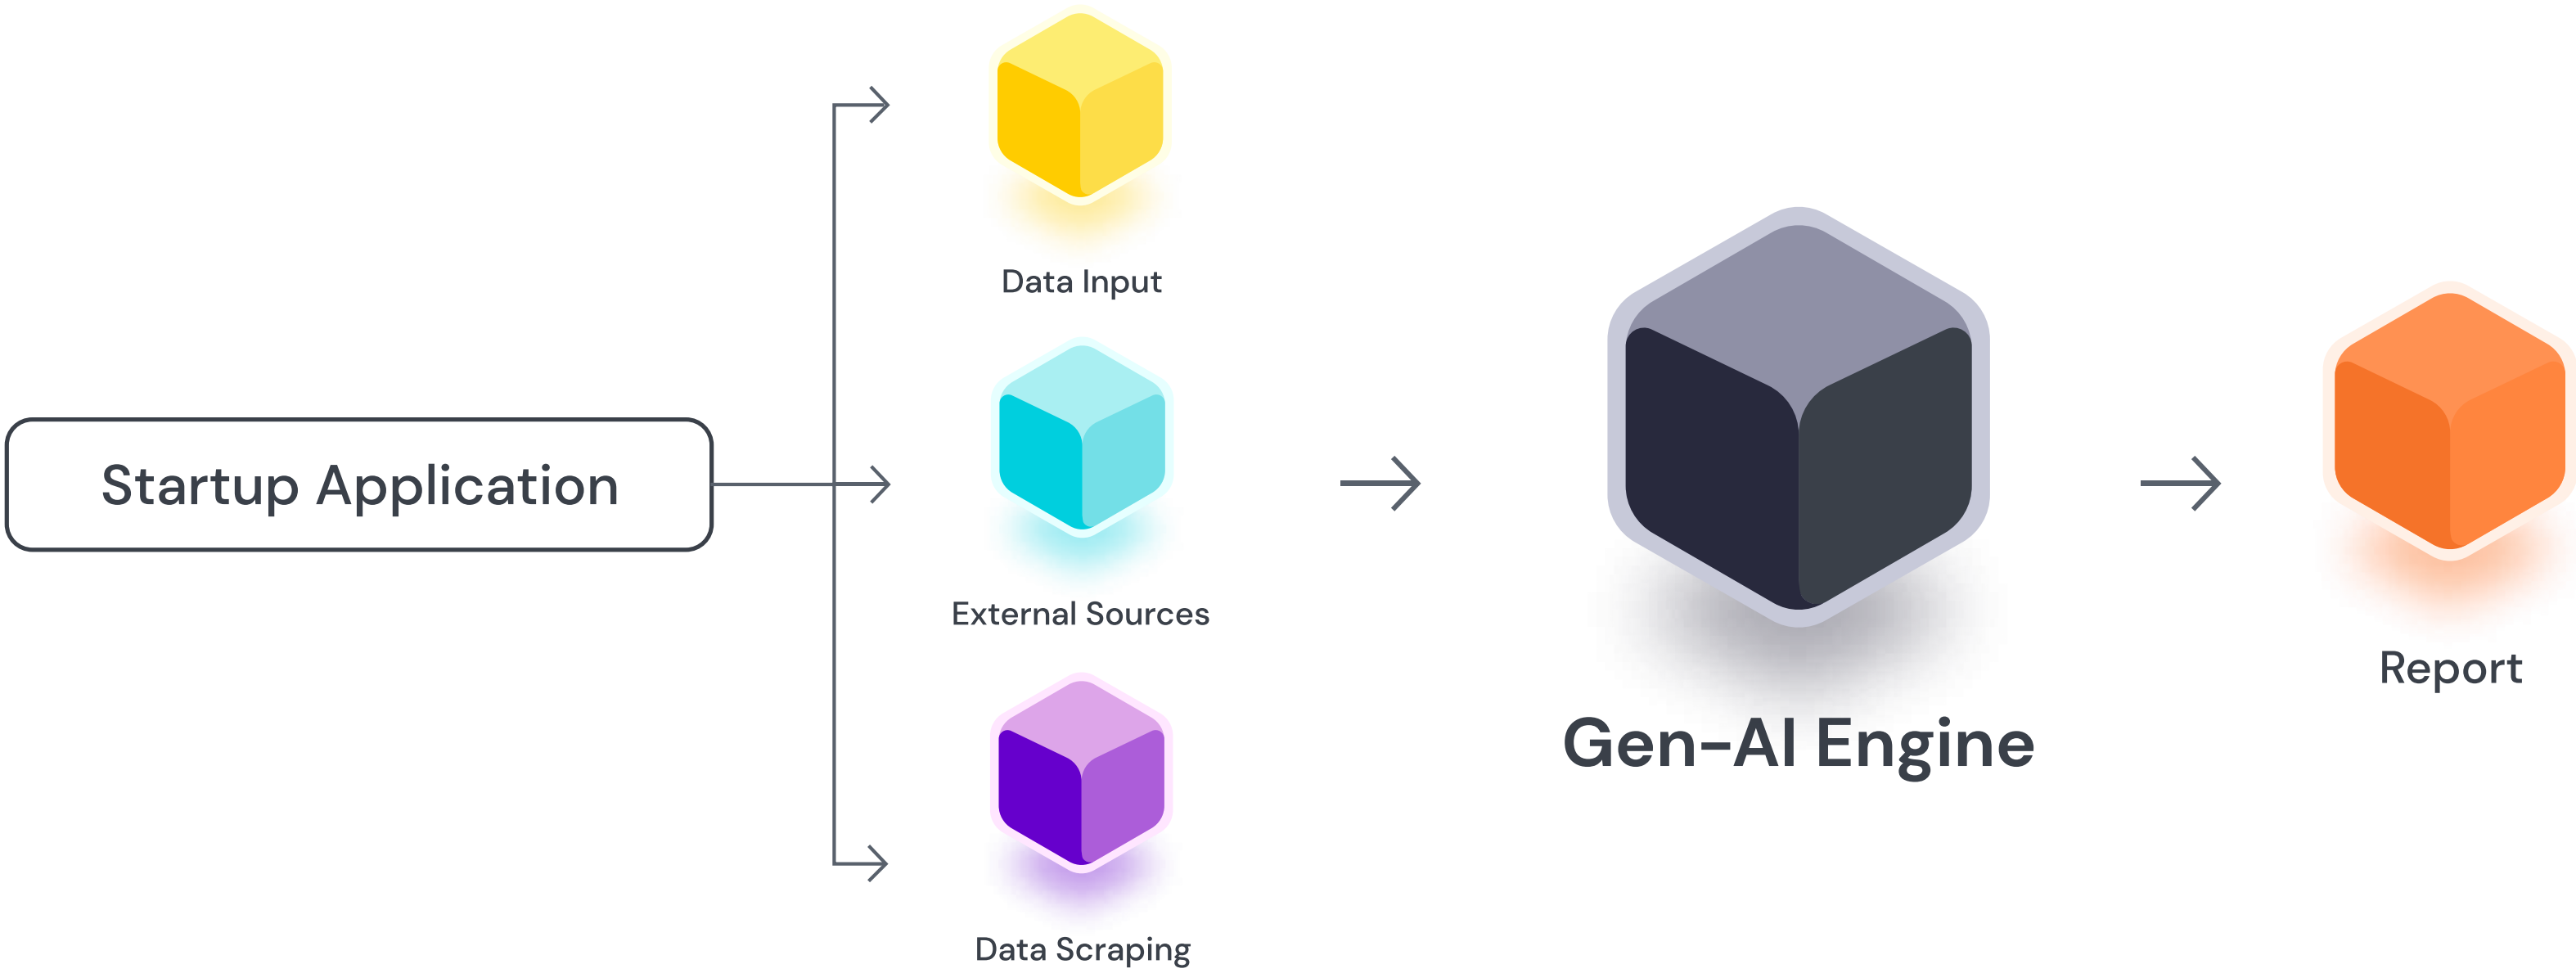 Startup Application
Data Input
External Sources
Data Scraping
Gen-AI Engine
Report